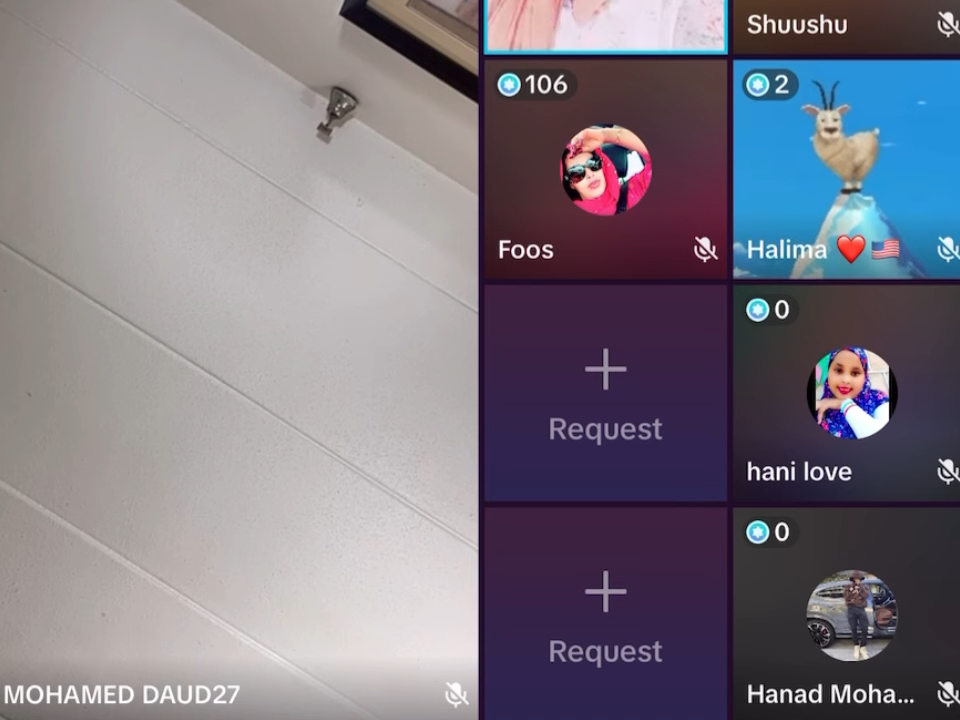 Shuushu
106
2
Foos
Halima ❤️🇺🇸
0
Request
hani love
0
Request
MOHAMED DAUD27
Hanad Moha...